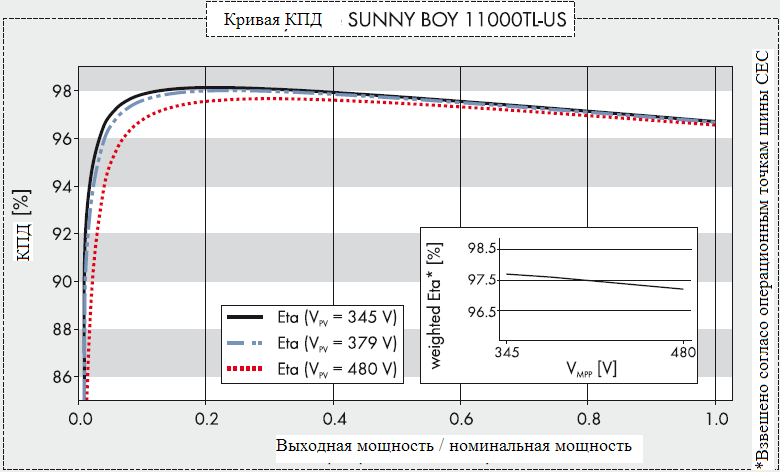 Кривая КПД SUNNY BOY 11000TL-US
КПД [%]
98
96
94
92
90
88
86
0.0 0.2 0.4 0.6 0.8 1.0
Выходная мощность / номинальная мощность
Eta (VPV = 345 V)
Eta (VPV = 379 V)
Eta (VPV = 480 V)
weighted Eta* [%]
98.5
97.5
96.5
345 480
VMPP [V]
*Взвешено согласо операционным точкам шины СЕС